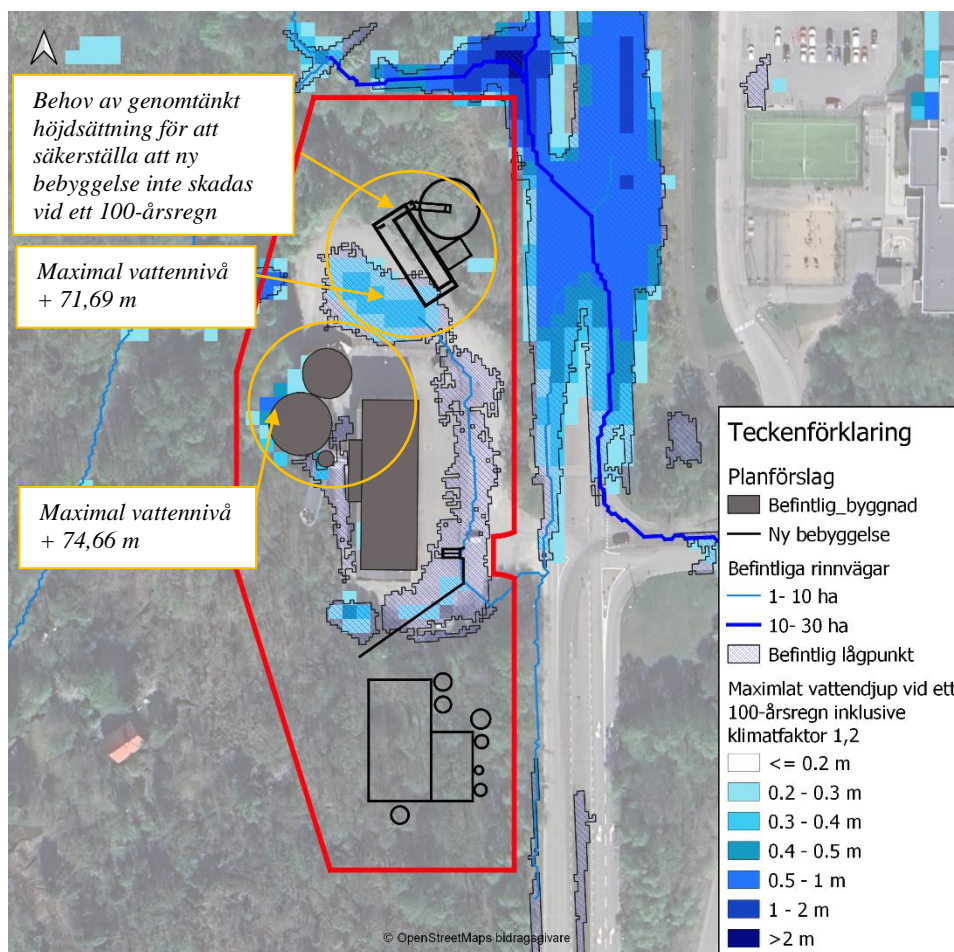 Behov av genomtänkt
höjdsättning för att
säkerställa att ny
bebyggelse inte skadas
vid ett 100-årsregn
Maximal vattennivå
+ 71,69 m
Maximal vattennivå
+ 74,66 m
Teckenförklaring
Planförslag
Befintlig_byggnad
Ny bebyggelse
Befintliga rinnvägar
1- 10 ha
10- 30 ha
Befintlig lågpunkt
Maximlat vattendjup vid ett
100-årsregn inklusive
klimatfaktor 1,2
<= 0.2 m
0.2 - 0.3 m
0.3 - 0.4 m
0.4 - 0.5 m
0.5 - 1 m
1 - 2 m
>2 m
© OpenStreetMaps bidragsgivare